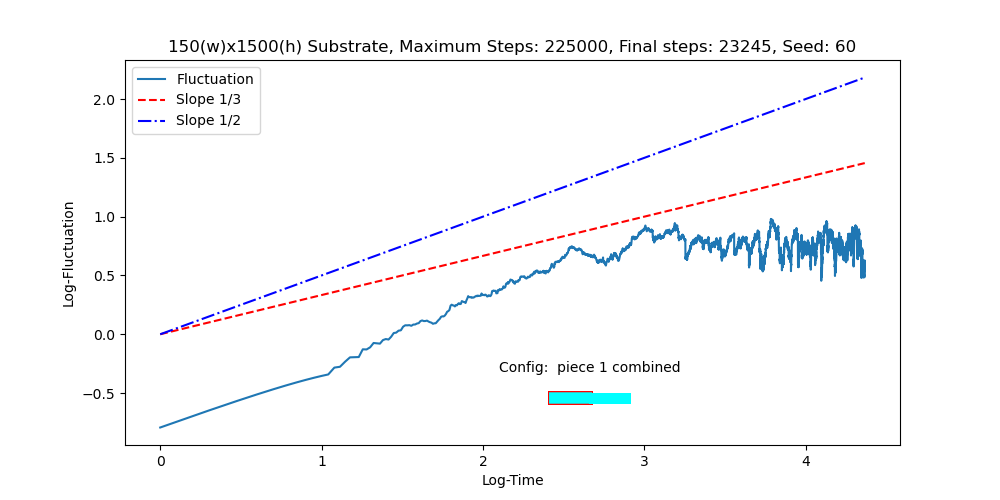 150(w)x1500(h) Substrate, Maximum Steps: 225000, Final steps: 23245, Seed: 60
Fluctuation
Slope 1/3
Slope 1/2
2.0
1.5
1.0
0.5
0.0
−0.5
Log-Fluctuation
Config:  piece 1 combined
0 1 2 3 4
Log-Time